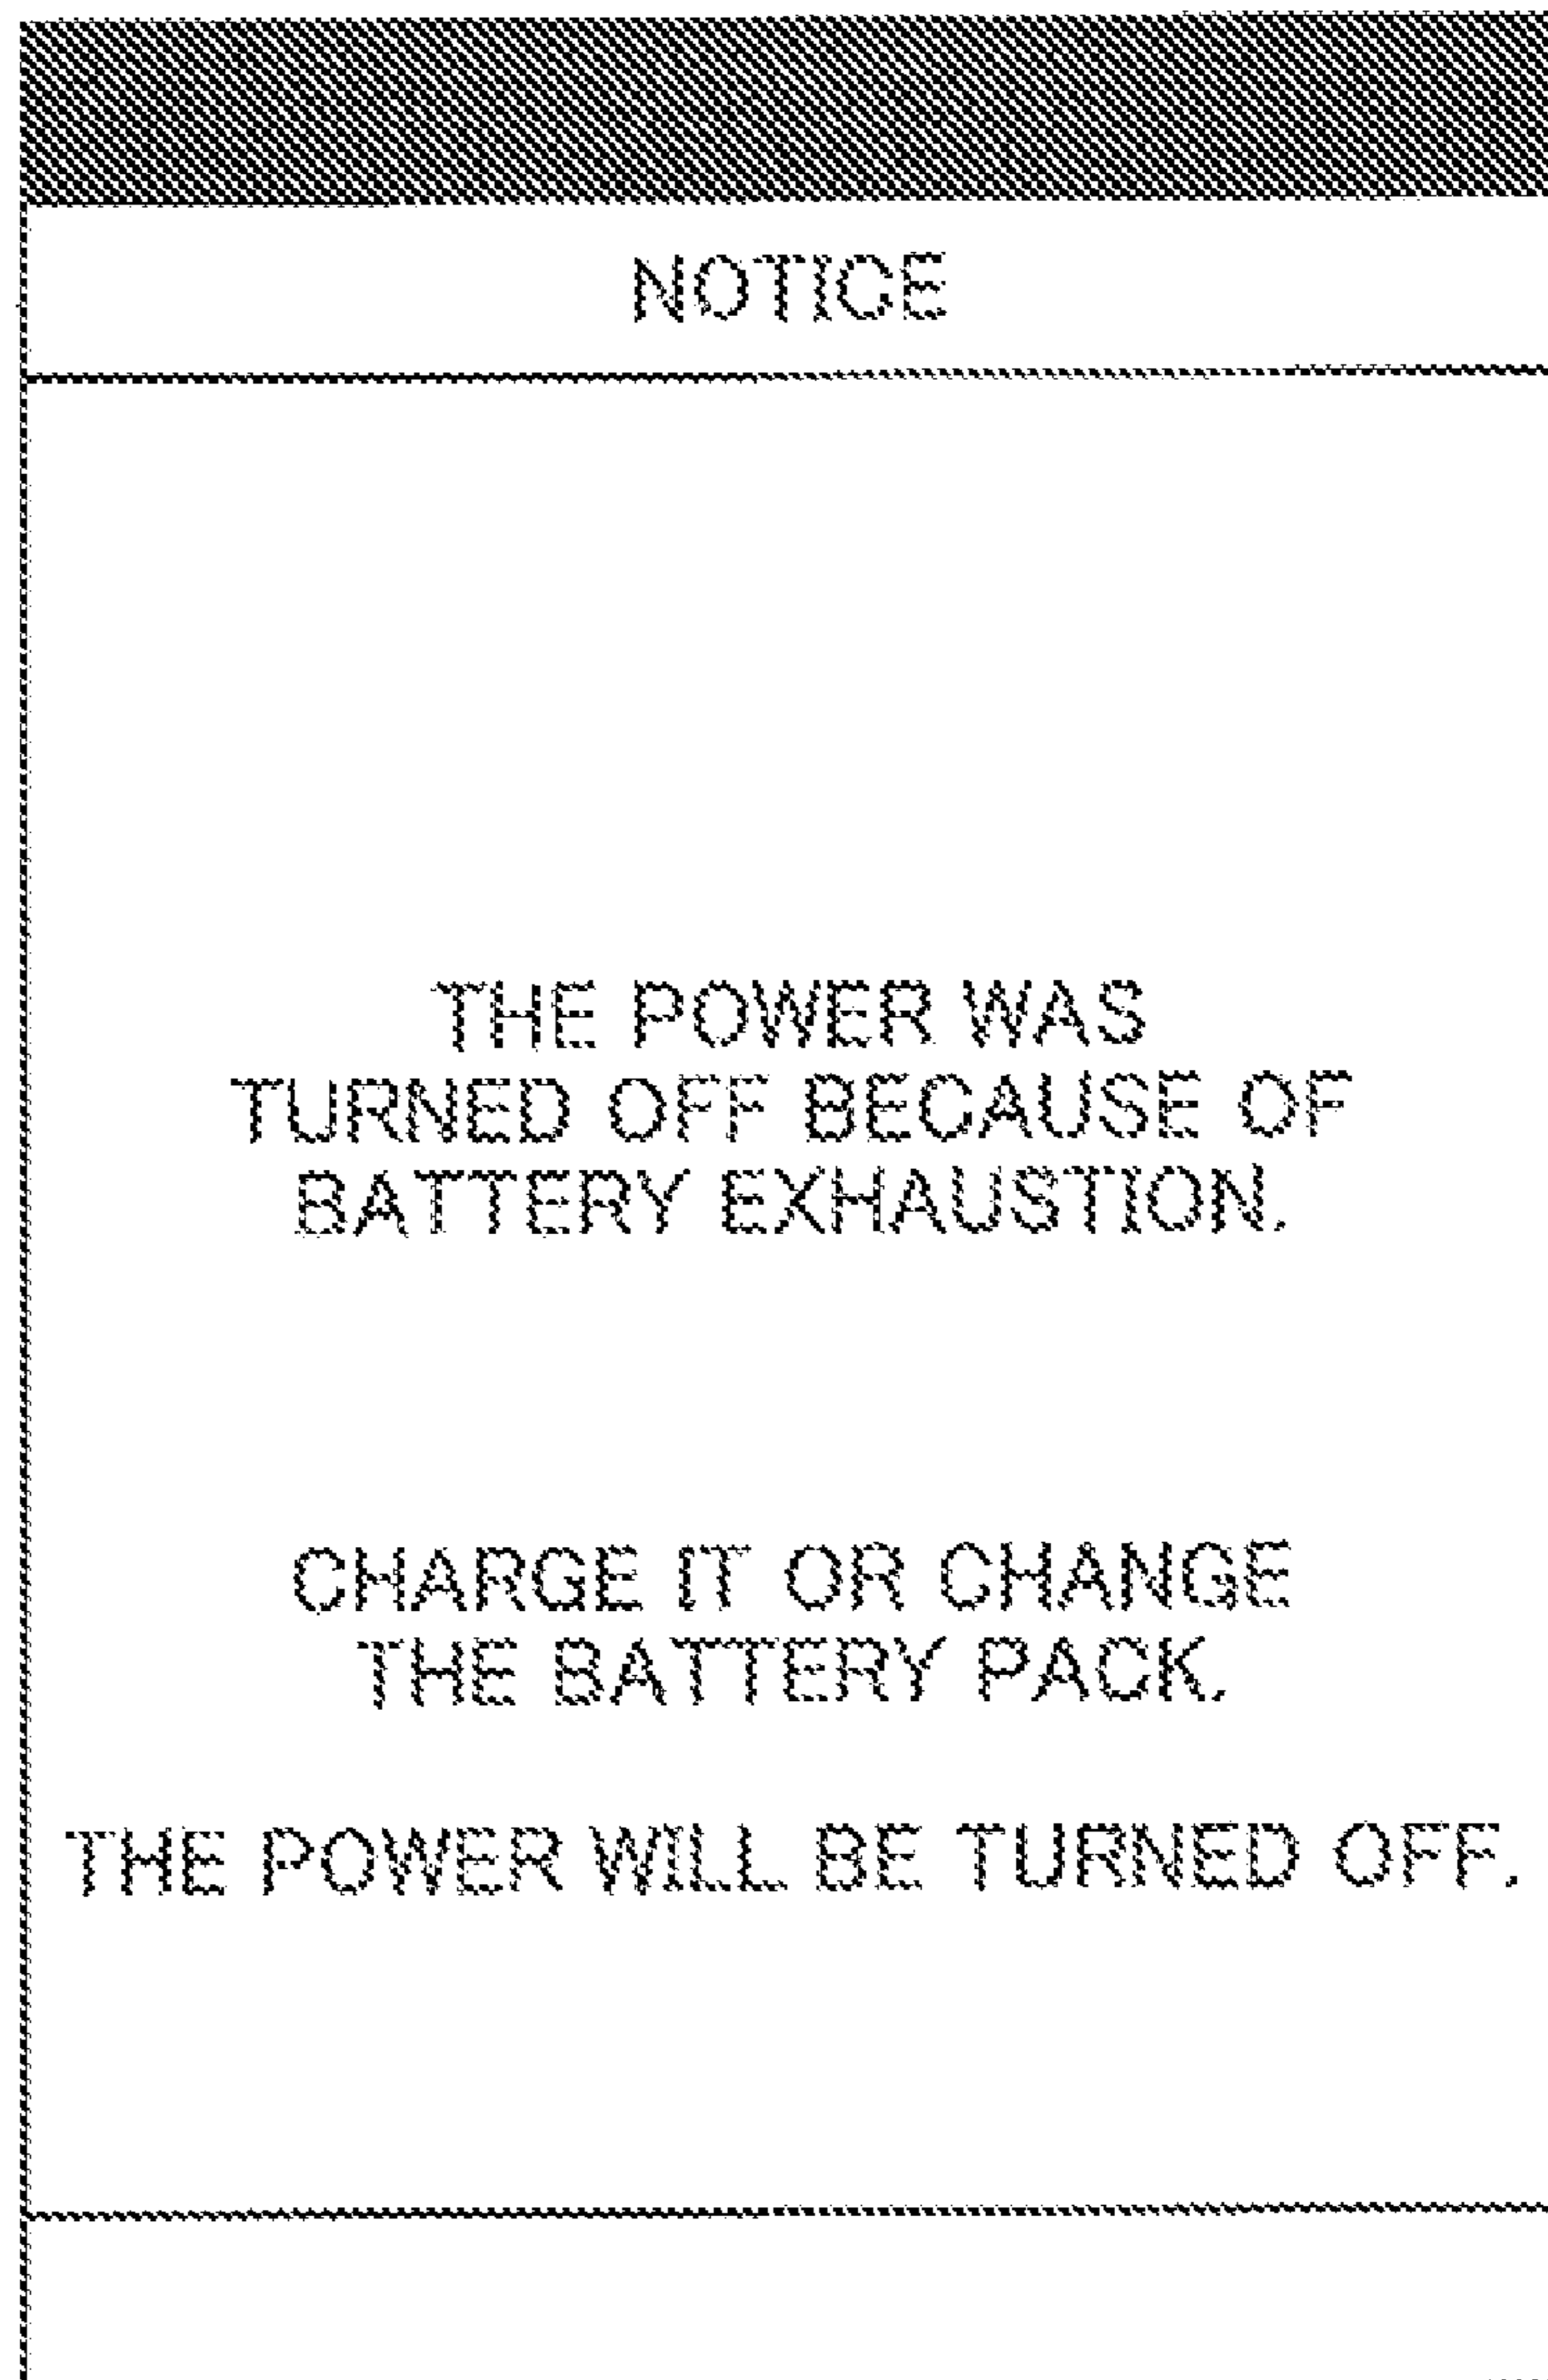 NOTICE
THE POWER WAS
TURNED OFF BECAUSE OF
BATTERY EXHAUSTION.
CHARGE IT OR CHANGE
THE BATTERY PACK.
THE POWER WILL BE TURNED OFF.